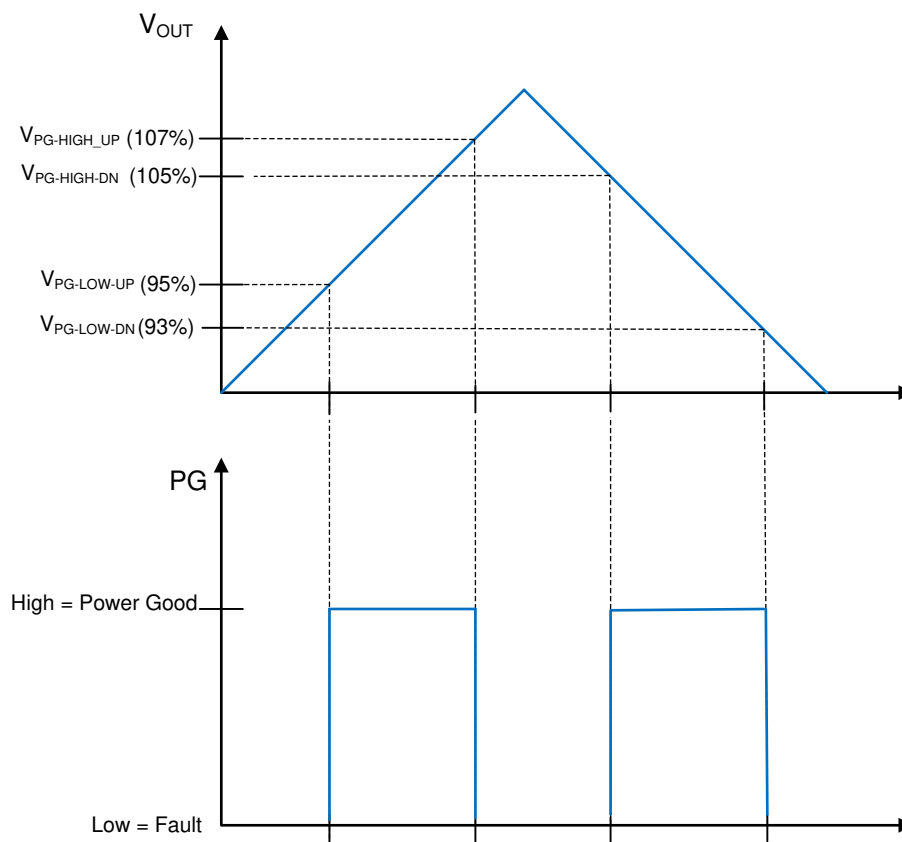 VOUT
VPG-HIGH_UP (107%)
VPG-HIGH-DN (105%)
VPG-LOW-UP (95%)
VPG-LOW-DN (93%)
PG
High = Power Good
Low = Fault